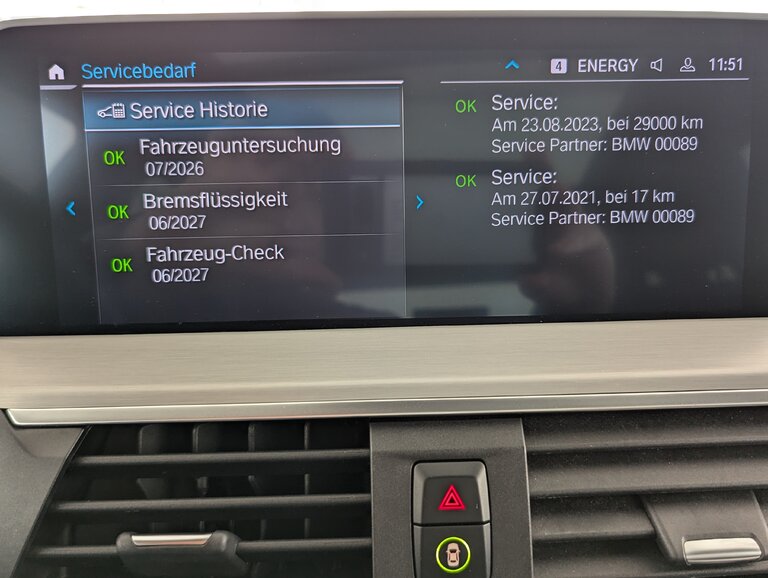 Servicebedarf
4 ENERGY 11:51
Service Historie
OK Fahrzeuguntersuchung
07/2026
OK Bremsflüssigkeit
06/2027
OK Fahrzeug-Check
06/2027
OK Service:
Am 23.08.2023, bei 29000 km
Service Partner: BMW 00089
OK Service:
Am 27.07.2021, bei 17 km
Service Partner: BMW 00089